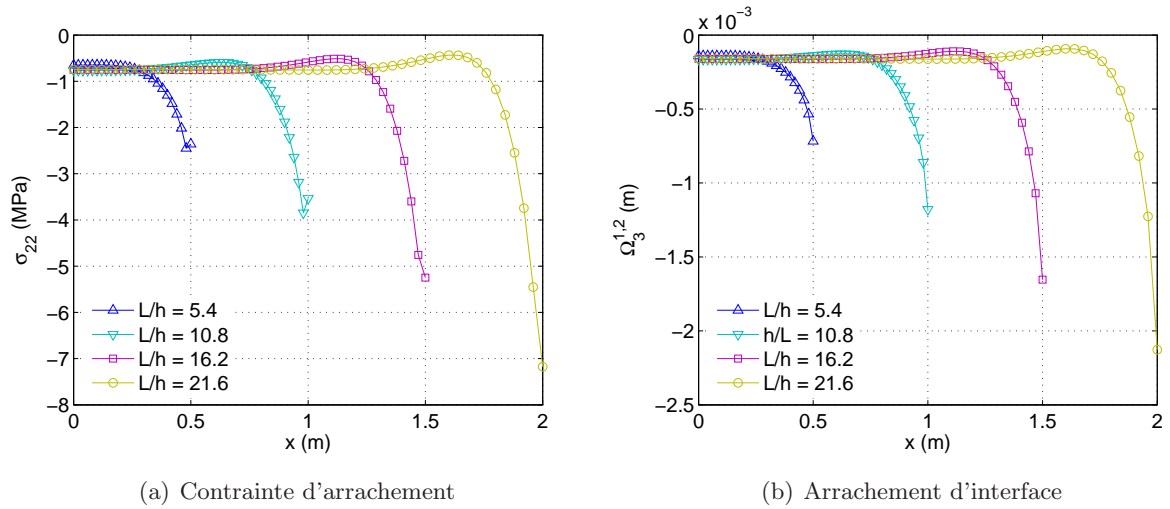 0
−1
−2
−3
−4
−5
−6
−7
−8
σ22 (MPa)
L/h = 5.4
L/h = 10.8
L/h = 16.2
L/h = 21.6
0 0.5 1 1.5 2
x (m)
(a) Contrainte d'arrachement
x 10−3
0
−0.5
−1
−1.5
−2
−2.5
Ω3 1,2 (m)
L/h = 5.4
h/L = 10.8
L/h = 16.2
L/h = 21.6
0 0.5 1 1.5 2
x (m)
(b) Arrachement d'interface